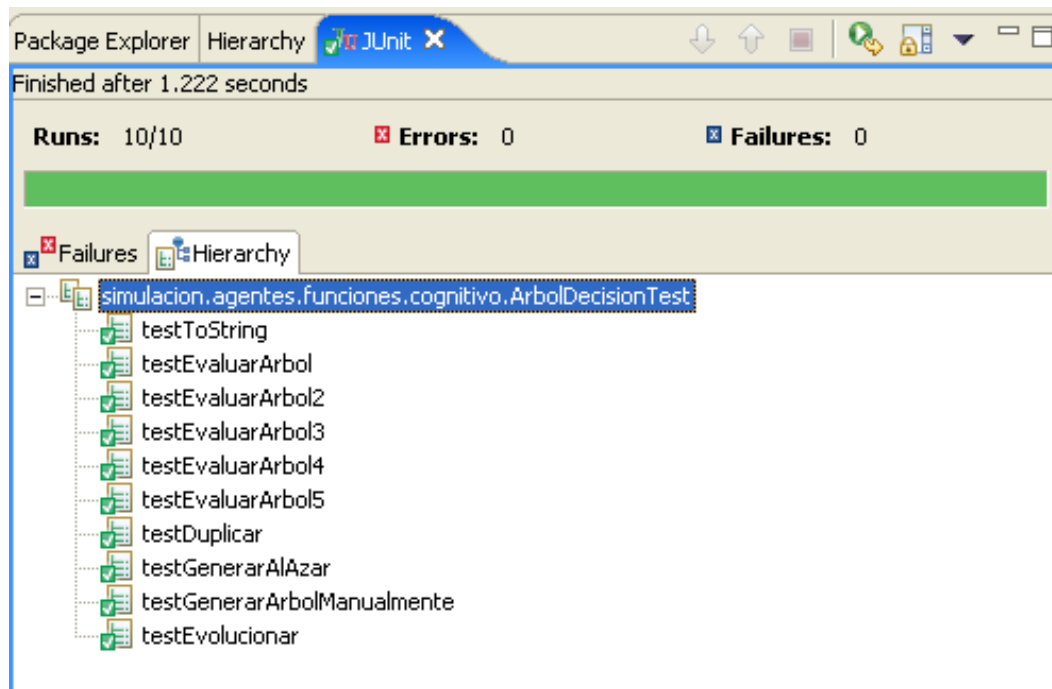 Package Explorer Hierarchy JUnit
Finished after 1.222 seconds
Runs: 10/10 Errors: 0 Failures: 0
Failures Hierarchy
simulacion.agentes.funciones.cognitivo.ArbolDecisionTest
testToString
testEvaluarArbol
testEvaluarArbol2
testEvaluarArbol3
testEvaluarArbol4
testEvaluarArbol5
testDuplicar
testGenerarAlAzar
testGenerarArbolManualmente
testEvolucionar